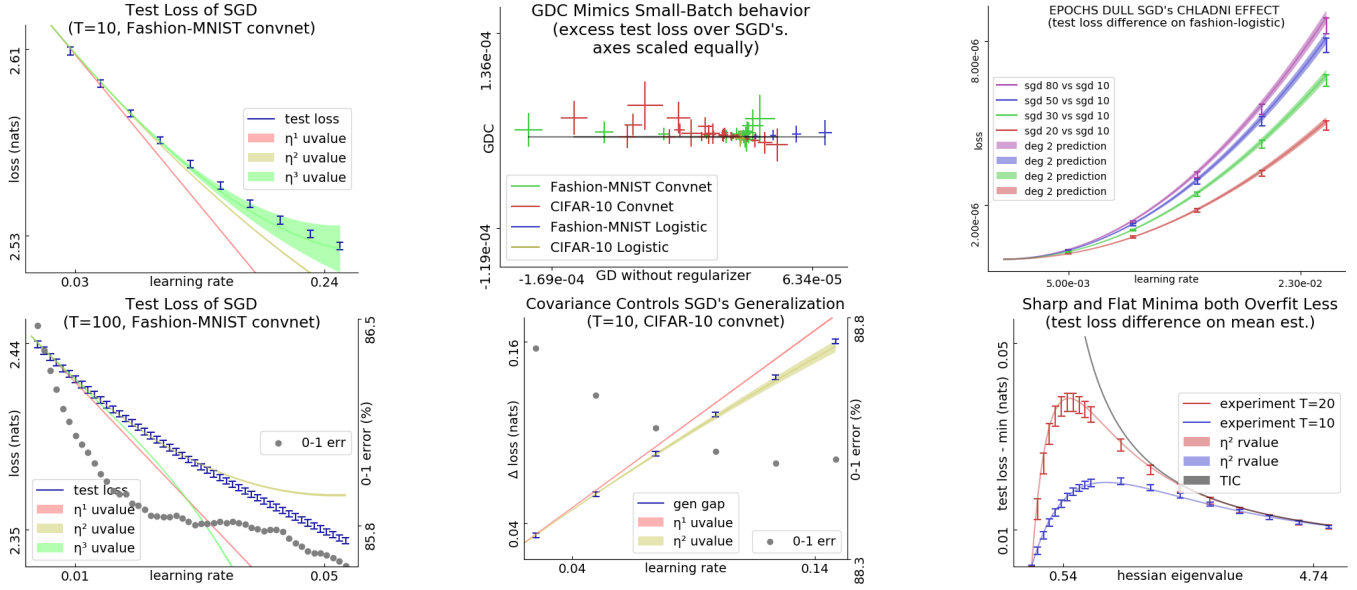 Test Loss of SGD
(T=10, Fashion-MNIST convnet)
2.61
loss (nats)
2.53
test loss
η¹ uvalue
η² uvalue
η³ uvalue
0.03
learning rate
0.24
GDC Mimics Small-Batch behavior
(excess test loss over SGD's.
axes scaled equally)
1.36e-04
GDC
-1.19e-04
Fashion-MNIST Convnet
CIFAR-10 Convnet
Fashion-MNIST Logistic
CIFAR-10 Logistic
-1.69e-04
GD without regularizer
6.34e-05
EPOCHS DULL SGD's CHLADNI EFFECT
(test loss difference on fashion-logistic)
8.00e-06
loss
2.00e-06
sgd 80 vs sgd 10
sgd 50 vs sgd 10
sgd 30 vs sgd 10
sgd 20 vs sgd 10
deg 2 prediction
deg 2 prediction
deg 2 prediction
deg 2 prediction
5.00e-03
learning rate
2.30e-02
Test Loss of SGD
(T=100, Fashion-MNIST convnet)
2.44
loss (nats)
2.35
86.5
0-1 error (%)
85.8
0-1 err
test loss
η¹ uvalue
η² uvalue
η³ uvalue
0.01
learning rate
0.05
Covariance Controls SGD's Generalization
(T=10, CIFAR-10 convnet)
0.16
Δ loss (nats)
0.04
88.8
0-1 error (%)
88.3
gen gap
η¹ uvalue
η² uvalue
0-1 err
0.04
learning rate
0.14
Sharp and Flat Minima both Overfit Less
(test loss difference on mean est.)
0.05
test loss - min (nats)
0.01
experiment T=20
experiment T=10
η² rvalue
η² rvalue
TIC
0.54
hessian eigenvalue
4.74